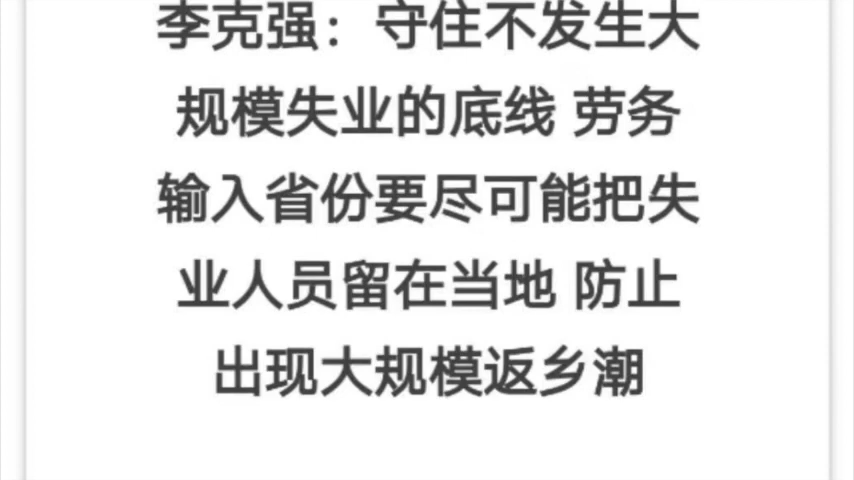 李克强：守住不发生大
规模失业的底线 劳务
输入省份要尽可能把失
业人员留在当地 防止
出现大规模返乡潮